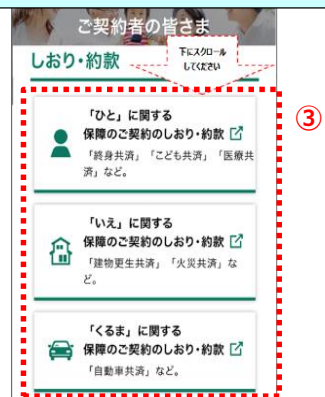 ご契約者の皆さま
しおり・約款
下にスクロール
してください
③
「ひと」に関する
保障のご契約のしおり・約款
「終身共済」「こども共済」「医療共
済」など。
「いえ」に関する
保障のご契約のしおり・約款
「建物更生共済」「火災共済」な
ど。
「くるま」に関する
保障のご契約のしおり・約款
「自動車共済」など。